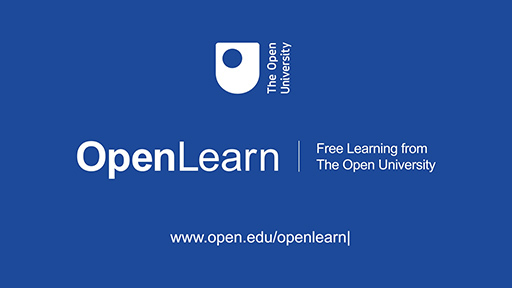 The Open
University
OpenLearn
Free Learning from
The Open University
www.open.edu/openlearn|